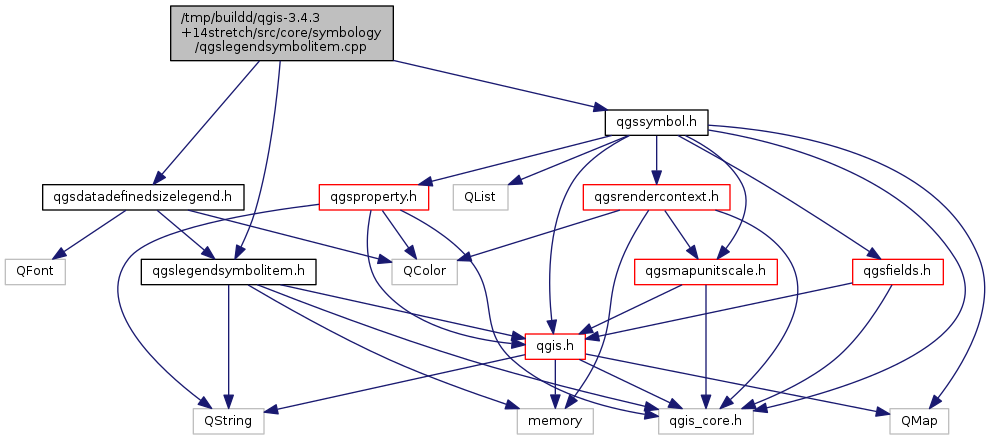 /tmp/buildd/qgis-3.4.3
+14stretch/src/core/symbology
/qgslegendsymbolitem.cpp
qgssymbol.h
qgsdatadefinedsizelegend.h
qgsproperty.h
QList
qgsrendercontext.h
QFont
qgslegendsymbolitem.h
QColor
qgsmapunitscale.h
qgsfields.h
qgis.h
QString
memory
qgis_core.h
QMap